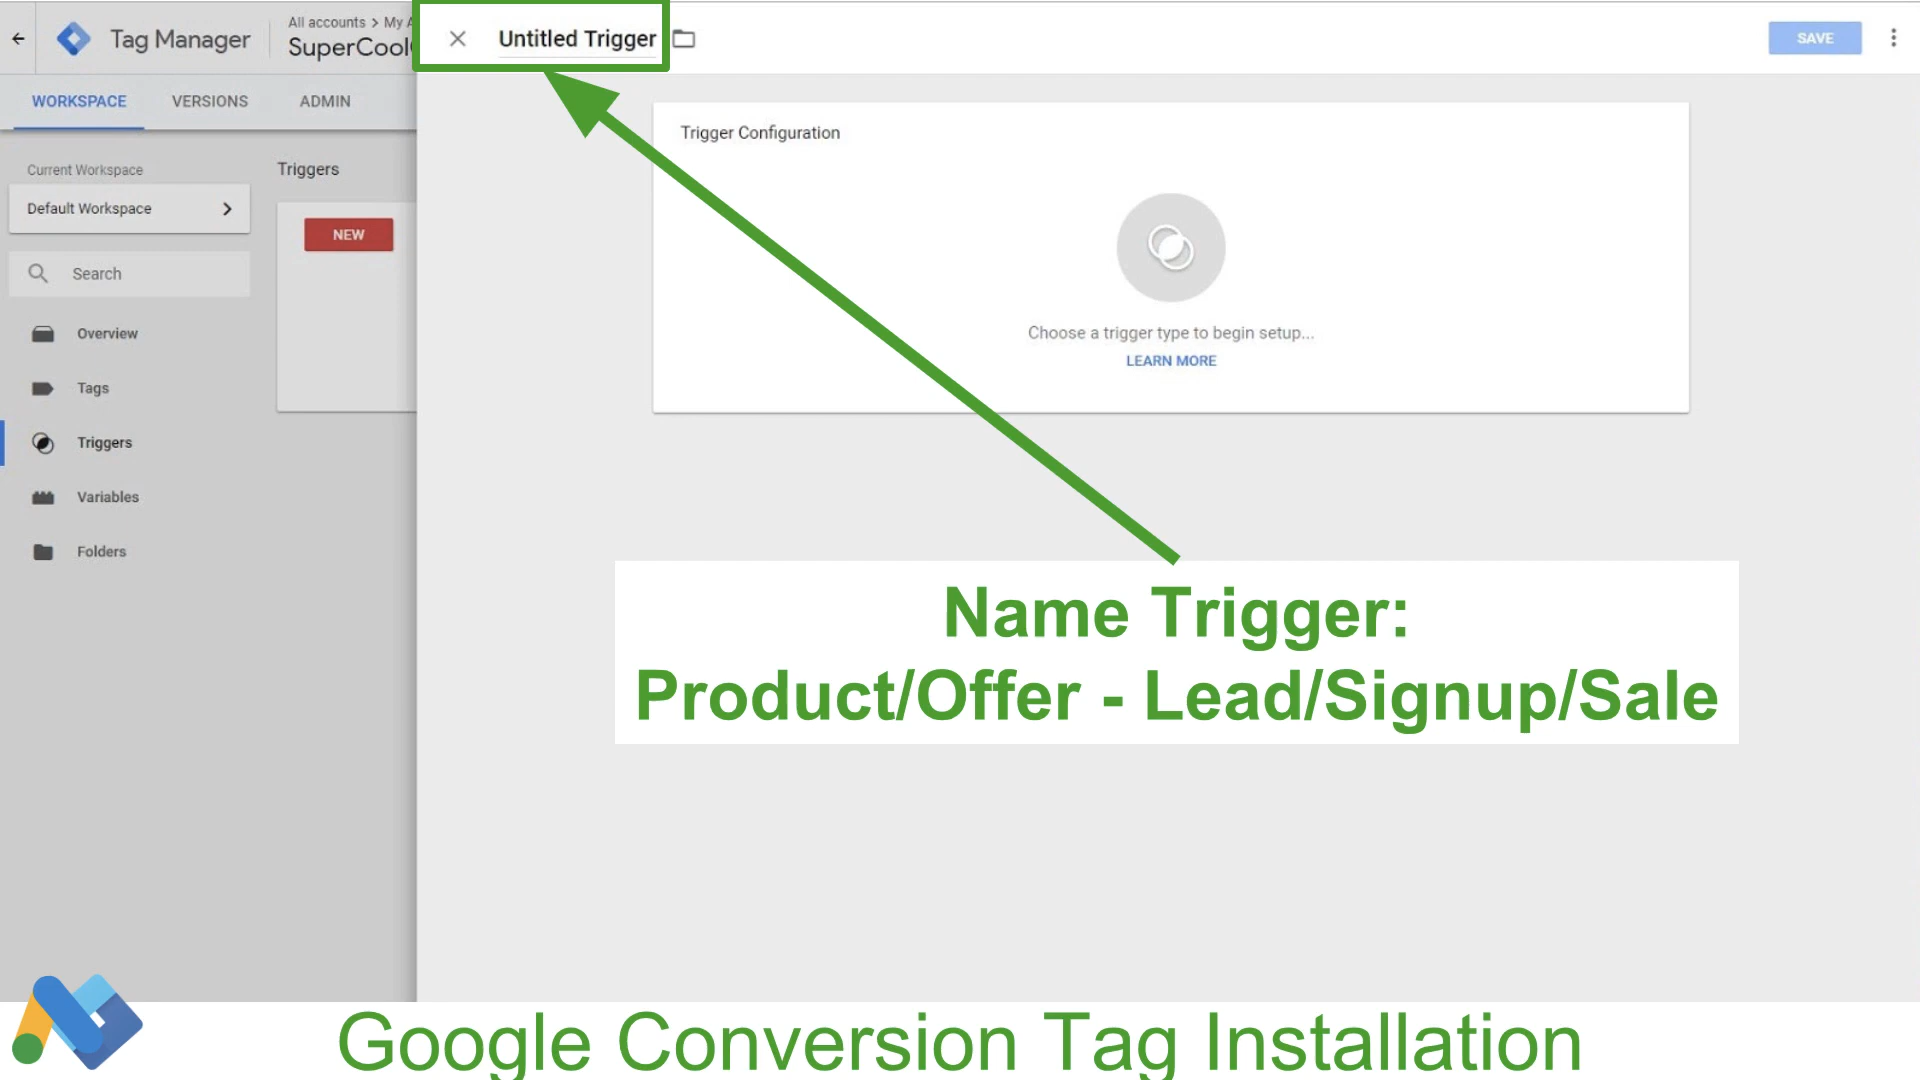 All accounts > My A
Tag Manager
SuperCool
Untitled Trigger
SAVE
WORKSPACE
VERSIONS
ADMIN
Trigger Configuration
Current Workspace
Triggers
Default Workspace
NEW
Search
Overview
Choose a trigger type to begin setup...
LEARN MORE
Tags
Triggers
Variables
Folders
Name Trigger:
Product/Offer - Lead/Signup/Sale
Google Conversion Tag Installation